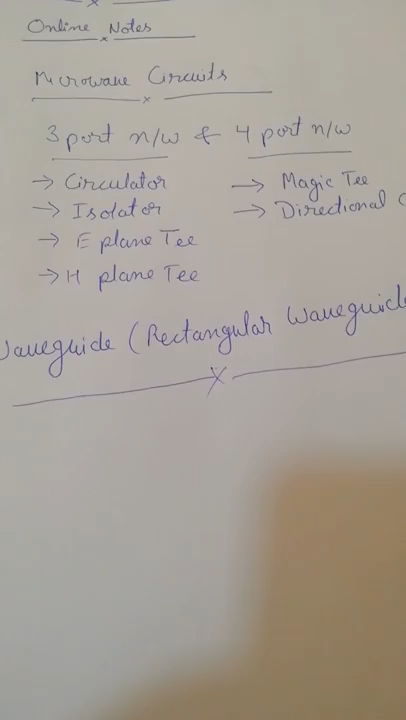 Online Notes
Microwave Circuits
3 port n/w & 4 port n/w
→ Circulator
→ Isolator
→ E plane Tee
→ H plane Tee
→ Magic Tee
→ Directional C
Waveguide (Rectangular Waveguide